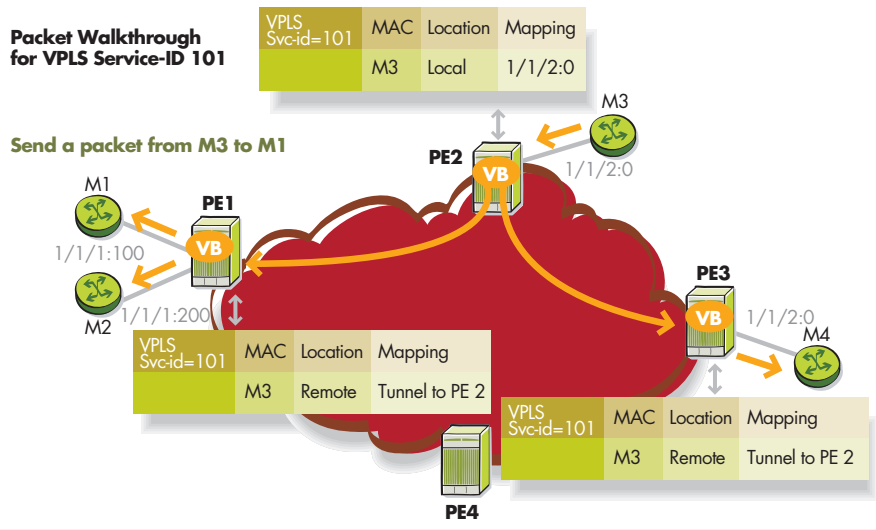 Packet Walkthrough
for VPLS Service-ID 101
VPLS
Svc-id=101 MAC Location Mapping
M3 Local 1/1/2:0
Send a packet from M3 to M1
M3
PE2
VB
1/1/2:0
M1
PE1
VB
1/1/1:100
M2
1/1/1:200
PE3
VB
1/1/2:0
M4
VPLS
Svc-id=101 MAC Location Mapping
M3 Remote Tunnel to PE 2
VPLS
Svc-id=101 MAC Location Mapping
M3 Remote Tunnel to PE 2
PE4